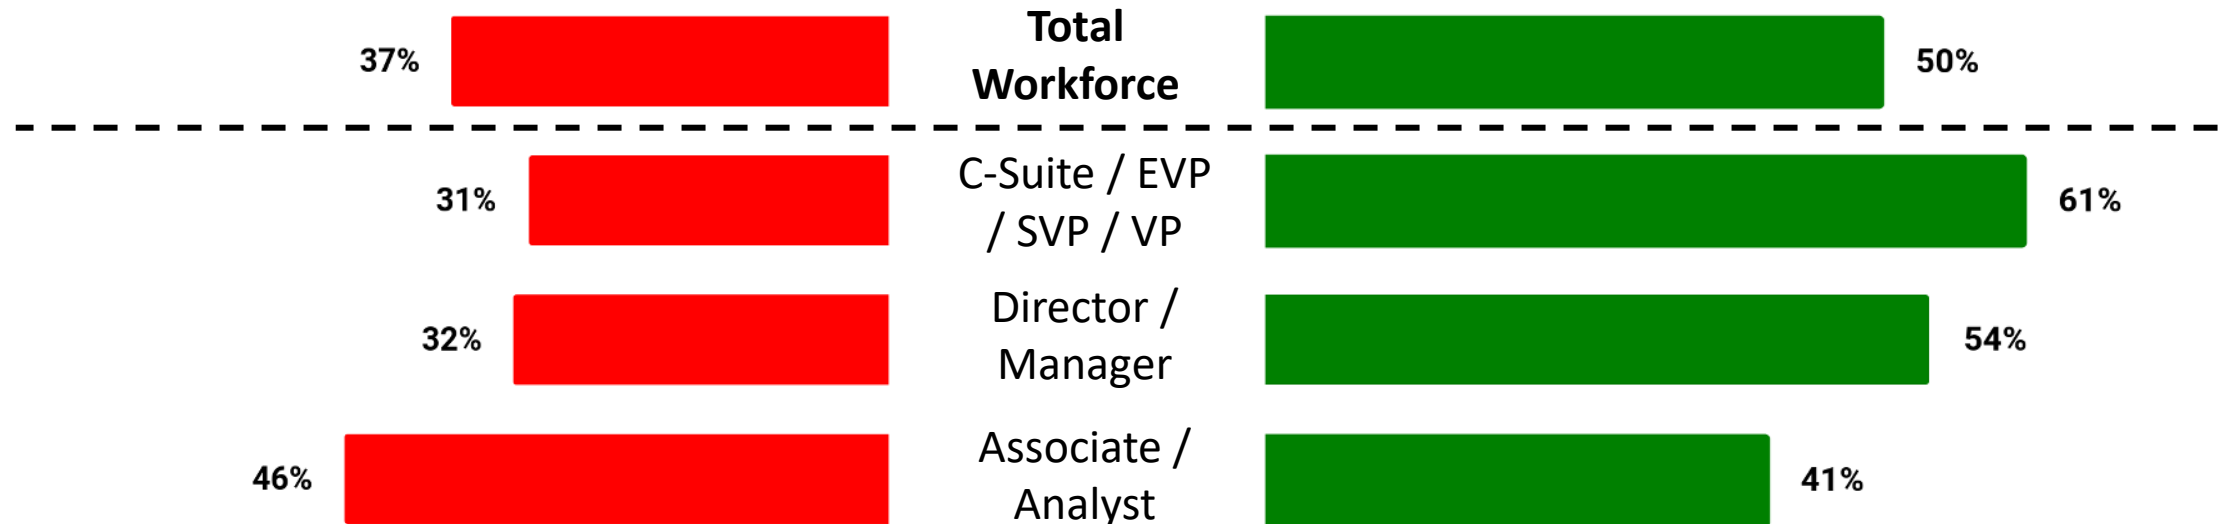 37%
Total
Workforce
50%
31%
C-Suite / EVP
/ SVP / VP
61%
32%
Director /
Manager
54%
46%
Associate /
Analyst
41%